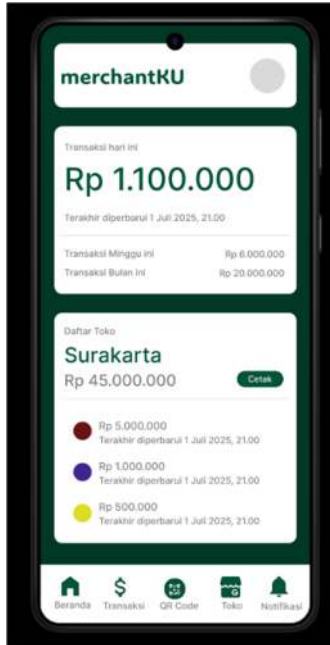 merchantKU
Transaksi hari ini
Rp 1.100.000
Terakhir diperbarui 1 Juli 2025, 21.00
Transaksi Minggu ini Rp 6.000.000
Transaksi Bulan ini Rp 20.000.000
Daftar Toko
Surakarta
Rp 45.000.000 Cetak
Rp 5.000.000
Terakhir diperbarui 1 Juli 2025, 21.00
Rp 1.000.000
Terakhir diperbarui 1 Juli 2025, 21.00
Rp 500.000
Terakhir diperbarui 1 Juli 2025, 21.00
Beranda Transaksi QR Code Toko Notifikasi